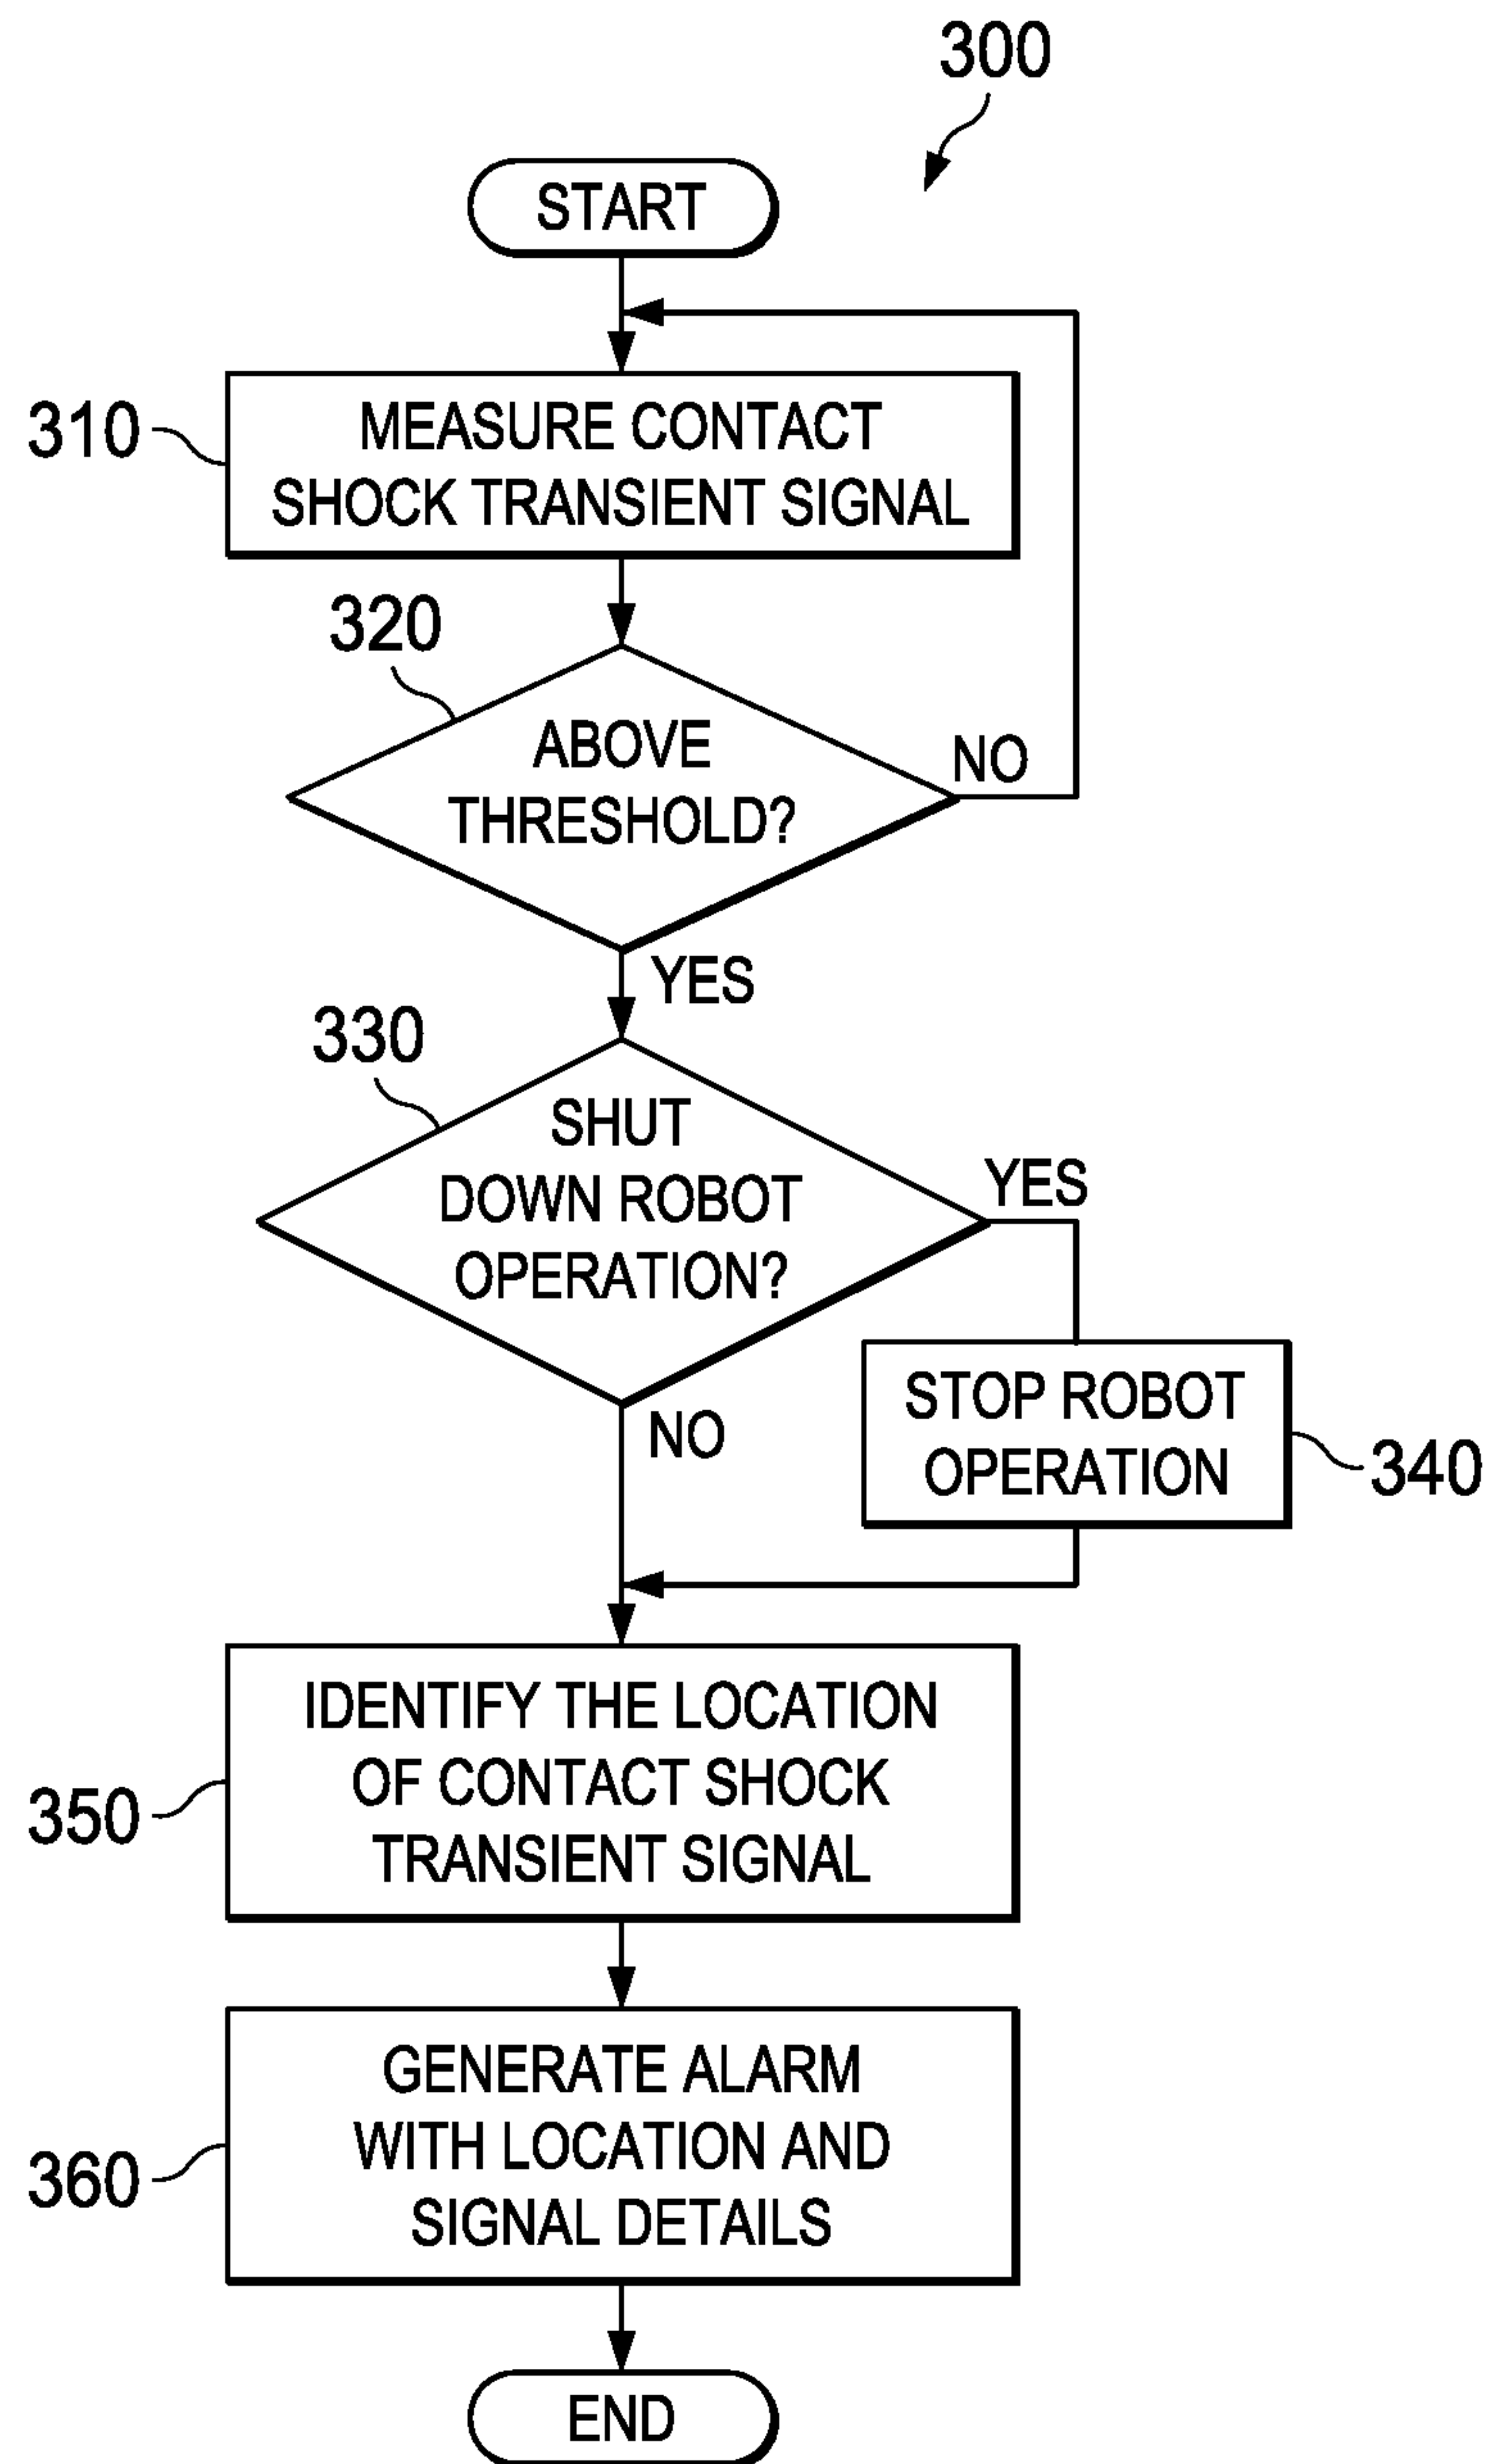 300
START
310
MEASURE CONTACT
SHOCK TRANSIENT SIGNAL
320
ABOVE
THRESHOLD?
NO
YES
330
SHUT
DOWN ROBOT
OPERATION?
YES
NO
STOP ROBOT
OPERATION
340
350
IDENTIFY THE LOCATION
OF CONTACT SHOCK
TRANSIENT SIGNAL
360
GENERATE ALARM
WITH LOCATION AND
SIGNAL DETAILS
END